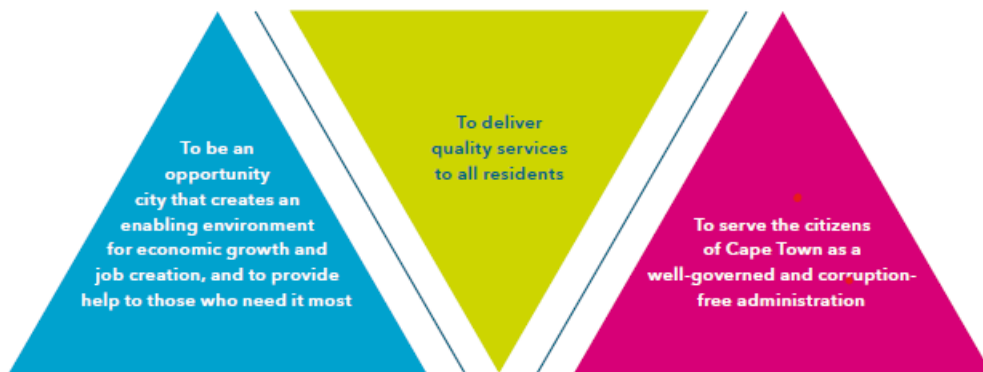 To be an
opportunity
city that creates an
enabling environment
for economic growth and
job creation, and to provide
help to those who need it most
To deliver
quality services
to all residents
To serve the citizens
of Cape Town as a
well-governed and corruption-
free administration